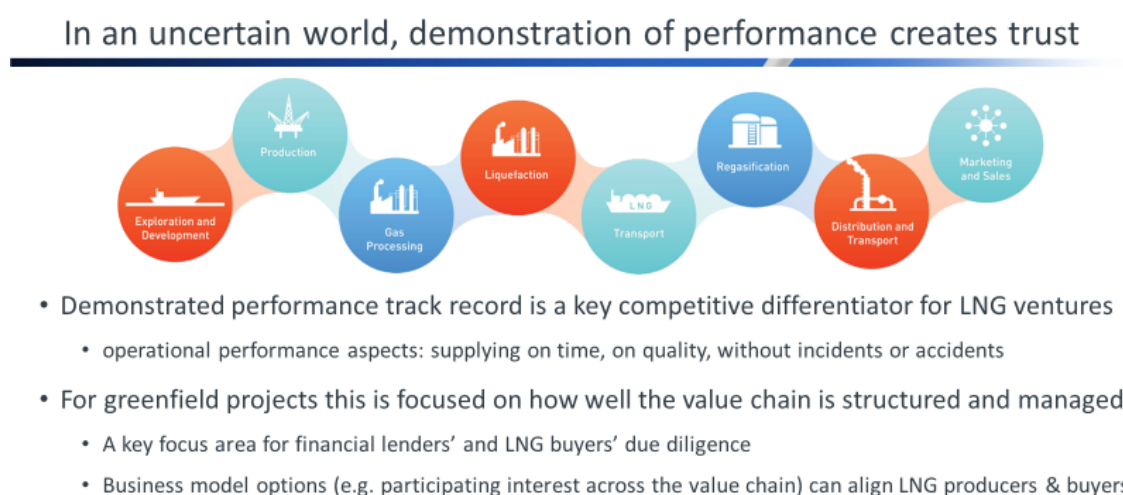 In an uncertain world, demonstration of performance creates trust
Exploration and
Development
Production
Gas
Processing
Liquefaction
LNG
Transport
Regasification
Distribution and
Transport
Marketing
and Sales
• Demonstrated performance track record is a key competitive differentiator for LNG ventures
• operational performance aspects: supplying on time, on quality, without incidents or accidents
• For greenfield projects this is focused on how well the value chain is structured and managed
• A key focus area for financial lenders’ and LNG buyers’ due diligence
• Business model options (e.g. participating interest across the value chain) can align LNG producers & buyers